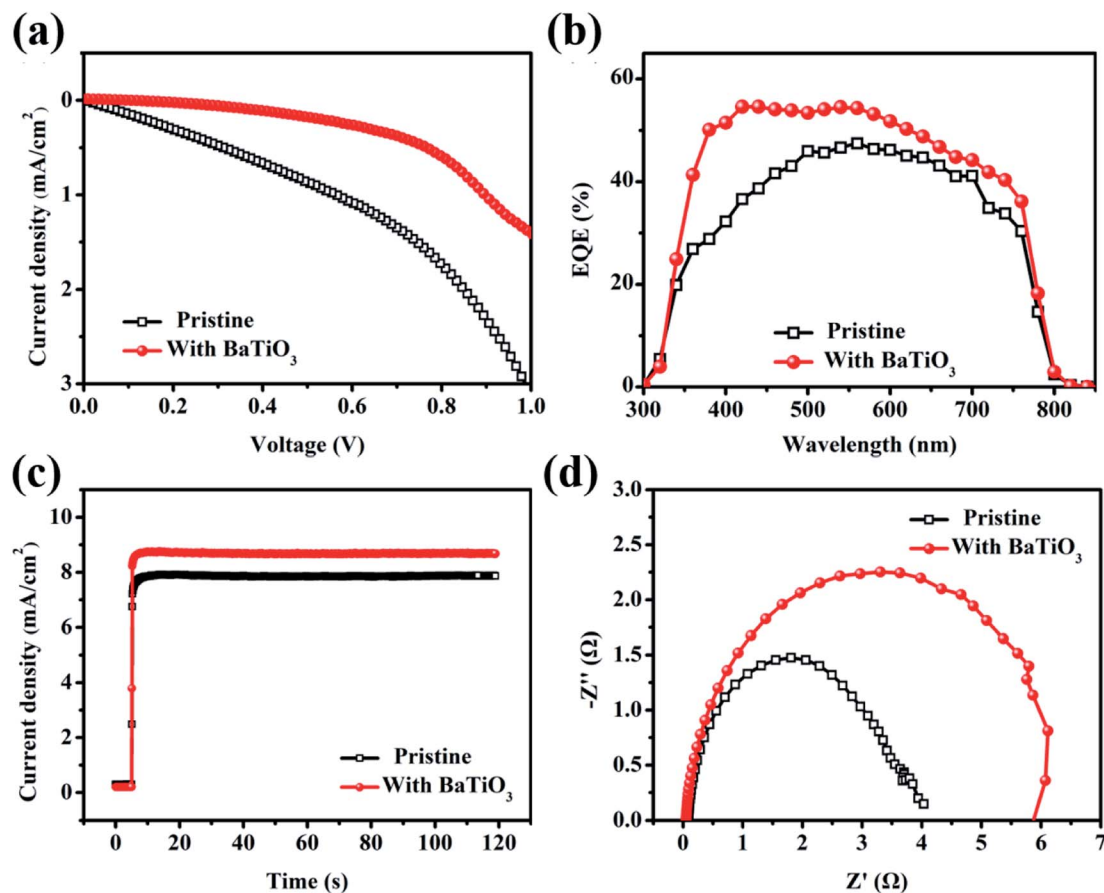 (a)
Current density (mA/cm²)
0
1
2
3
Pristine
With BaTiO₃
0.0 0.2 0.4 0.6 0.8 1.0
Voltage (V)
(b)
EQE (%)
60
40
20
0
Pristine
With BaTiO₃
300 400 500 600 700 800
Wavelength (nm)
(c)
Current density (mA/cm²)
10
8
6
4
2
0
Pristine
With BaTiO₃
0 20 40 60 80 100 120
Time (s)
(d)
-Z'' (Ω)
3.0
2.5
2.0
1.5
1.0
0.5
0.0
Pristine
With BaTiO₃
0 1 2 3 4 5 6 7
Z' (Ω)